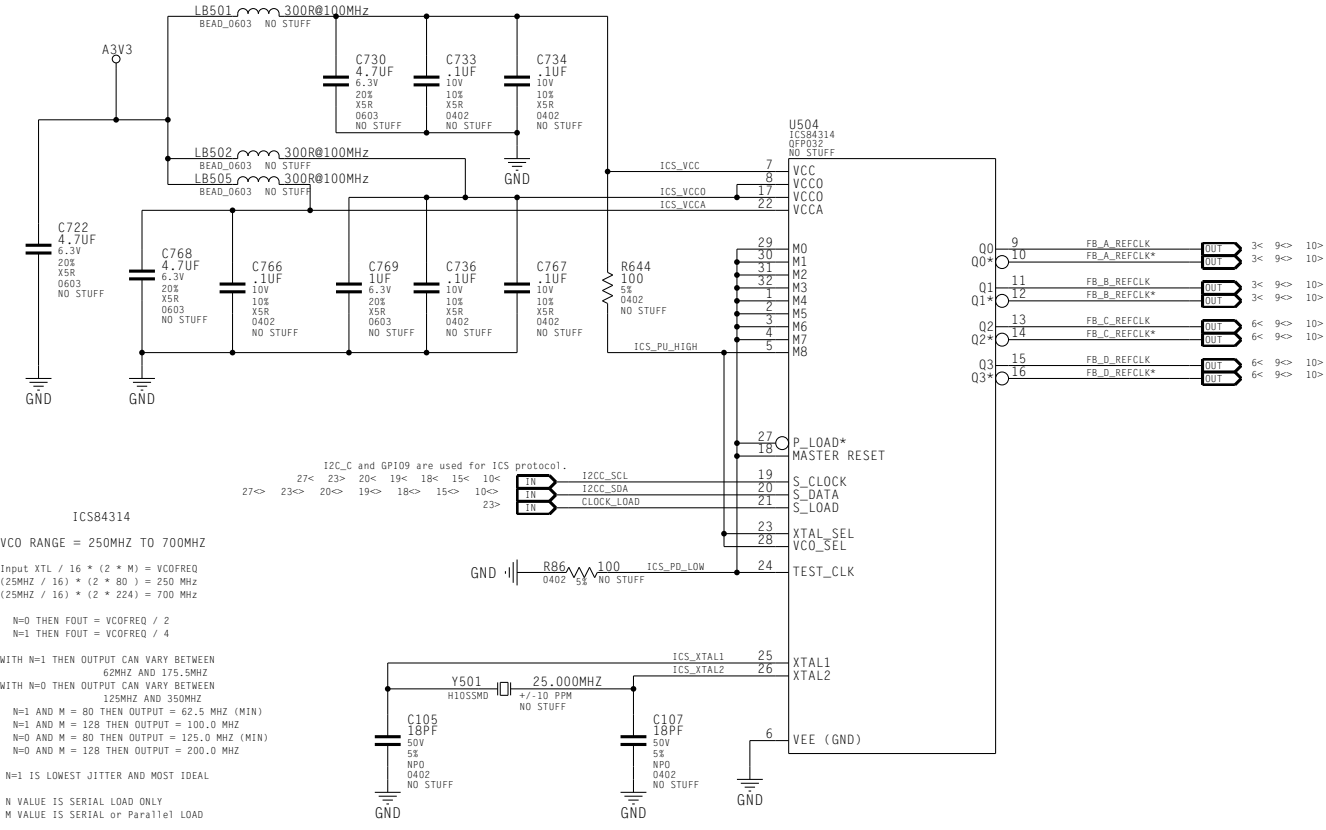 LB501 300R@100MHz
BEAD_0603 NO STUFF
A3V3
C730
4.7UF
6.3V
20%
X5R
0603
NO STUFF
C733
.1UF
10V
10%
X5R
0402
NO STUFF
C734
.1UF
10V
10%
X5R
0402
NO STUFF
GND
LB502 300R@100MHz
BEAD_0603 NO STUFF
LB505 300R@100MHz
BEAD_0603 NO STUFF
C722
4.7UF
6.3V
20%
X5R
0603
NO STUFF
GND
C768
4.7UF
6.3V
20%
X5R
0603
NO STUFF
GND
C766
.1UF
10V
10%
X5R
0402
NO STUFF
C769
1UF
6.3V
20%
X5R
0603
NO STUFF
C736
.1UF
10V
10%
X5R
0402
NO STUFF
C767
.1UF
10V
10%
X5R
0402
NO STUFF
R644
100
5%
0402
NO STUFF
U504
ICS84314
QFP032
NO STUFF
ICS_VCC 7 VCC
8 VCCO
ICS_VCCO 17 VCCO
ICS_VCCA 22 VCCA
29 M0
30 M1
31 M2
32 M3
1 M4
2 M5
3 M6
4 M7
ICS_PU_HIGH 5 M8
27 P_LOAD*
18 MASTER RESET
I2C_C and GPIO9 are used for ICS protocol.
27< 23> 20< 19< 18< 15< 10< IN I2CC_SCL 19 S_CLOCK
27<> 23<> 20<> 19<> 18<> 15<> 10<> IN I2CC_SDA 20 S_DATA
23> IN CLOCK_LOAD 21 S_LOAD
23 XTAL_SEL
28 VCO_SEL
GND R86 100 ICS_PD_LOW 24 TEST_CLK
0402 5% NO STUFF
ICS_XTAL1 25 XTAL1
ICS_XTAL2 26 XTAL2
Y501 25.000MHZ
H10SSMD +/-10 PPM
NO STUFF
C105
18PF
50V
5%
NPO
0402
NO STUFF
GND
C107
18PF
50V
5%
NPO
0402
NO STUFF
GND
6 VEE (GND)
GND
Q0 9 FB_A_REFCLK OUT 3< 9<> 10>
Q0* 10 FB_A_REFCLK* OUT 3< 9<> 10>
Q1 11 FB_B_REFCLK OUT 3< 9<> 10>
Q1* 12 FB_B_REFCLK* OUT 3< 9<> 10>
Q2 13 FB_C_REFCLK OUT 6< 9<> 10>
Q2* 14 FB_C_REFCLK* OUT 6< 9<> 10>
Q3 15 FB_D_REFCLK OUT 6< 9<> 10>
Q3* 16 FB_D_REFCLK* OUT 6< 9<> 10>
ICS84314
VCO RANGE = 250MHZ TO 700MHZ
Input XTL / 16 * (2 * M) = VCOFREQ
(25MHZ / 16) * (2 * 80 ) = 250 MHz
(25MHZ / 16) * (2 * 224) = 700 MHz
N=0 THEN FOUT = VCOFREQ / 2
N=1 THEN FOUT = VCOFREQ / 4
WITH N=1 THEN OUTPUT CAN VARY BETWEEN
62MHZ AND 175.5MHZ
WITH N=0 THEN OUTPUT CAN VARY BETWEEN
125MHZ AND 350MHZ
N=1 AND M = 80 THEN OUTPUT = 62.5 MHZ (MIN)
N=1 AND M = 128 THEN OUTPUT = 100.0 MHZ
N=0 AND M = 80 THEN OUTPUT = 125.0 MHZ (MIN)
N=0 AND M = 128 THEN OUTPUT = 200.0 MHZ
N=1 IS LOWEST JITTER AND MOST IDEAL
N VALUE IS SERIAL LOAD ONLY
M VALUE IS SERIAL or Parallel LOAD